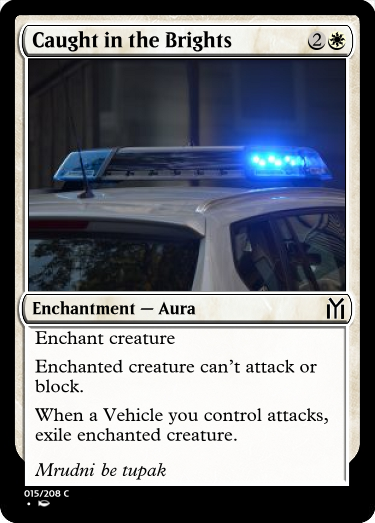 Caught in the Brights 2
Enchantment — Aura
Enchant creature
Enchanted creature can't attack or
block.
When a Vehicle you control attacks,
exile enchanted creature.
Mrudni be tupak
015/208 C